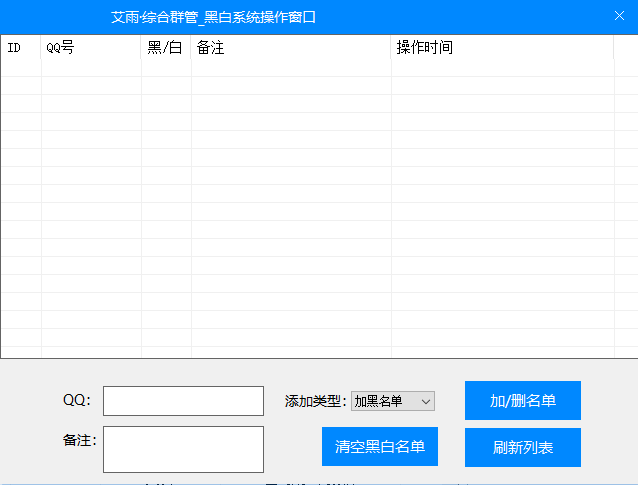 艾雨·综合群管_黑白系统操作窗口
ID QQ号 黑/白 备注 操作时间
QQ: 添加类型: 加黑名单 加/删名单
备注: 清空黑白名单 刷新列表